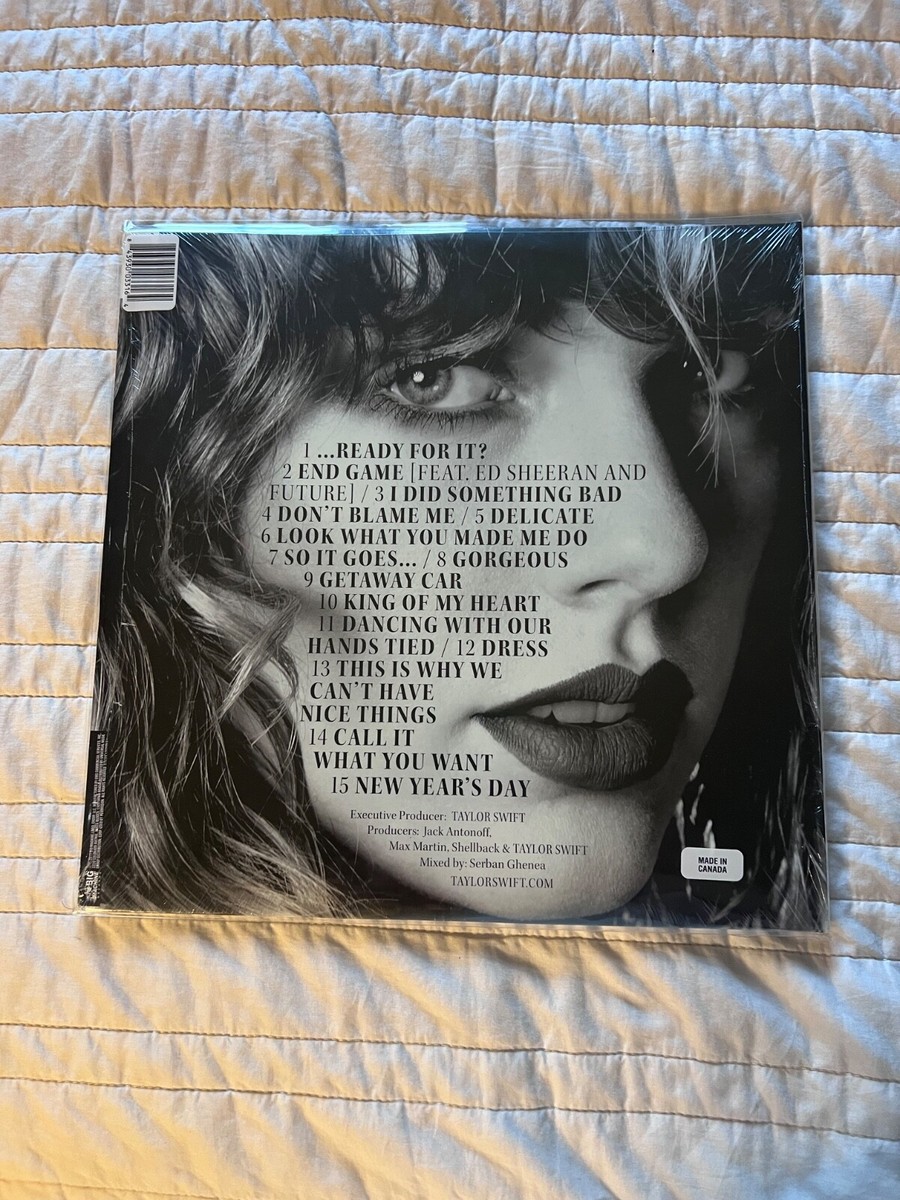 1 ...READY FOR IT?
2 END GAME [FEAT. ED SHEERAN AND
FUTURE] / 3 I DID SOMETHING BAD
4 DON'T BLAME ME / 5 DELICATE
6 LOOK WHAT YOU MADE ME DO
7 SO IT GOES... / 8 GORGEOUS
9 GETAWAY CAR
10 KING OF MY HEART
11 DANCING WITH OUR
HANDS TIED / 12 DRESS
13 THIS IS WHY WE
CAN'T HAVE
NICE THINGS
14 CALL IT
WHAT YOU WANT
15 NEW YEAR'S DAY
Executive Producer: TAYLOR SWIFT
Producers: Jack Antonoff,
Max Martin, Shellback & TAYLOR SWIFT
Mixed by: Serban Ghenea
TAYLORSWIFT.COM
MADE IN
CANADA
BIG